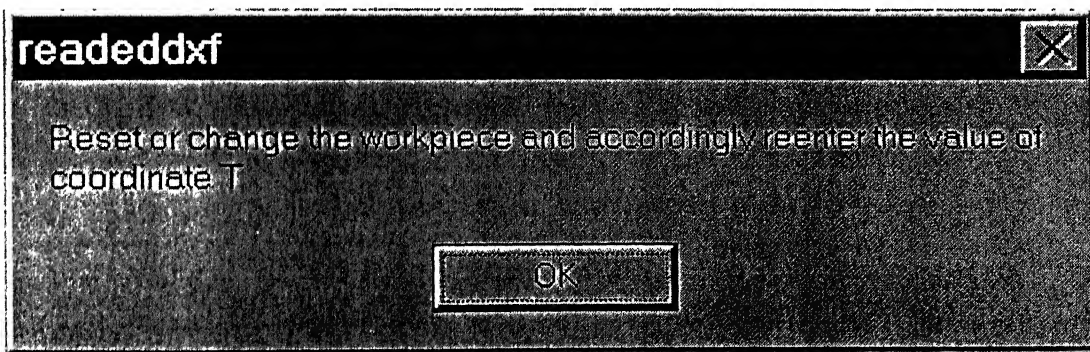 readeddxf
Reset or change the workpiece and accordingly reenter the value of
coordinate T
OK